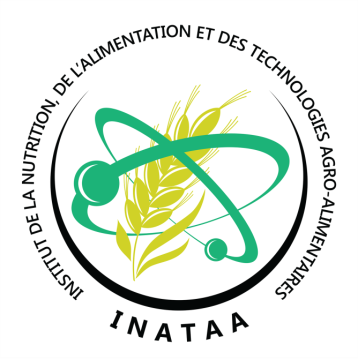 INSTITUT DE LA NUTRITION, DE L'ALIMENTATION ET DES TECHNOLOGIES AGRO-ALIMENTAIRES
INATAA